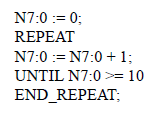 N7:0 := 0;
REPEAT
N7:0 := N7:0 + 1;
UNTIL N7:0 >= 10
END_REPEAT;